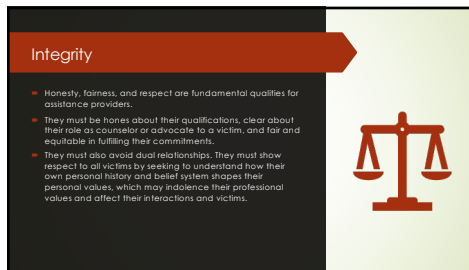 Integrity
Honesty, fairness, and respect are fundamental qualities for
assistance providers.
They must be hones about their qualifications, clear about
their role as counselor or advocate to a victim, and fair and
equitable in fulfilling their commitments.
They must also avoid dual relationships. They must show
respect to all victims by seeking to understand how their
own personal history and belief system shapes their
personal values, which may indolence their professional
values and affect their interactions and victims.